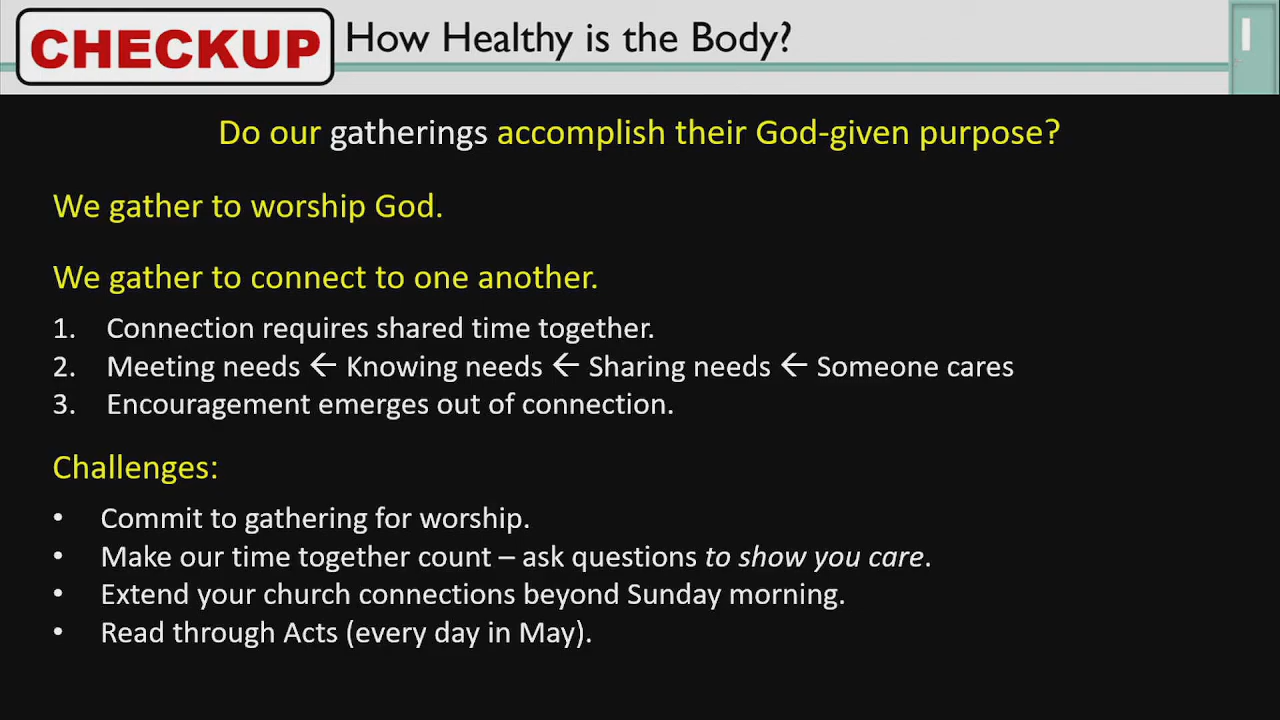 CHECKUP How Healthy is the Body?
Do our gatherings accomplish their God-given purpose?
We gather to worship God.
We gather to connect to one another.
1. Connection requires shared time together.
2. Meeting needs ← Knowing needs ← Sharing needs ← Someone cares
3. Encouragement emerges out of connection.
Challenges:
• Commit to gathering for worship.
• Make our time together count – ask questions to show you care.
• Extend your church connections beyond Sunday morning.
• Read through Acts (every day in May).